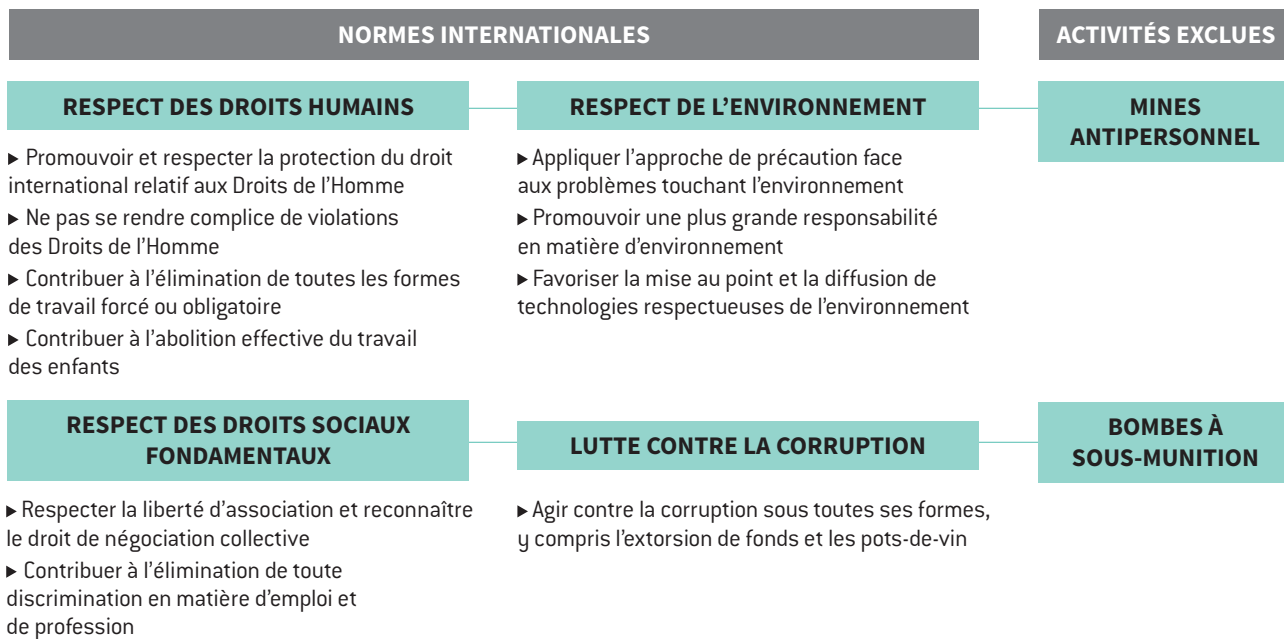 NORMES INTERNATIONALES
ACTIVITÉS EXCLUES
RESPECT DES DROITS HUMAINS
▸ Promouvoir et respecter la protection du droit
international relatif aux Droits de l’Homme
▸ Ne pas se rendre complice de violations
des Droits de l’Homme
▸ Contribuer à l’élimination de toutes les formes
de travail forcé ou obligatoire
▸ Contribuer à l’abolition effective du travail
des enfants
RESPECT DE L’ENVIRONNEMENT
▸ Appliquer l’approche de précaution face
aux problèmes touchant l’environnement
▸ Promouvoir une plus grande responsabilité
en matière d’environnement
▸ Favoriser la mise au point et la diffusion de
technologies respectueuses de l’environnement
MINES
ANTIPERSONNEL
RESPECT DES DROITS SOCIAUX
FONDAMENTAUX
▸ Respecter la liberté d’association et reconnaître
le droit de négociation collective
▸ Contribuer à l’élimination de toute
discrimination en matière d’emploi et
de profession
LUTTE CONTRE LA CORRUPTION
▸ Agir contre la corruption sous toutes ses formes,
y compris l’extorsion de fonds et les pots-de-vin
BOMBES À
SOUS-MUNITION